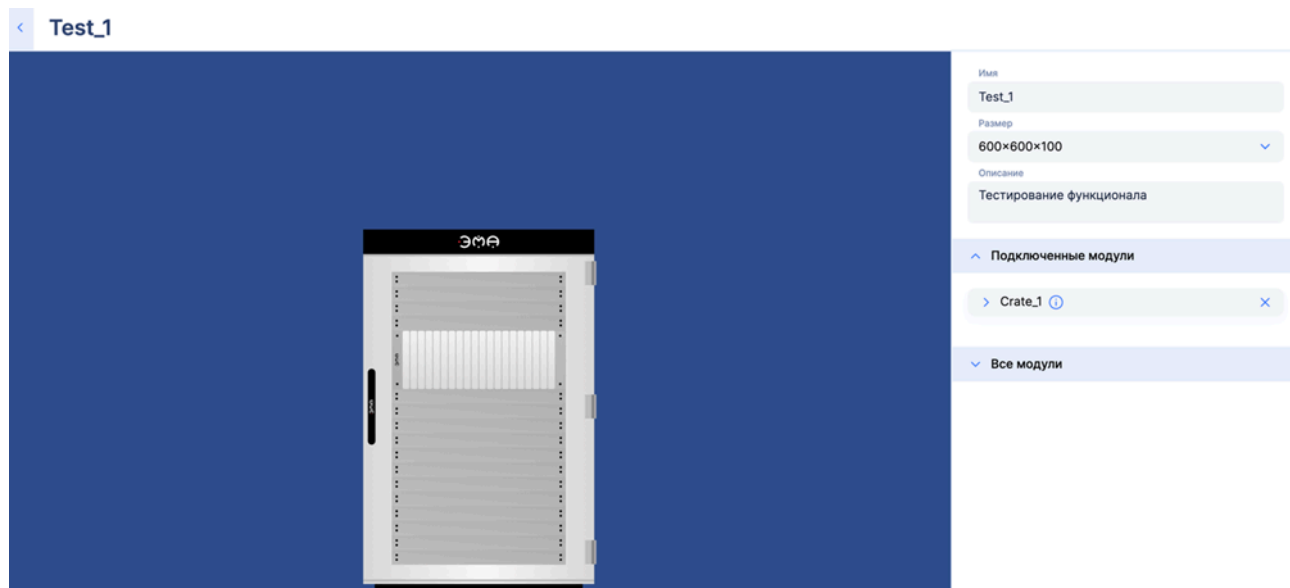 Test_1
ЭМА
Имя
Test_1
Размер
600×600×100
Описание
Тестирование функционала
Подключенные модули
Crate_1
Все модули